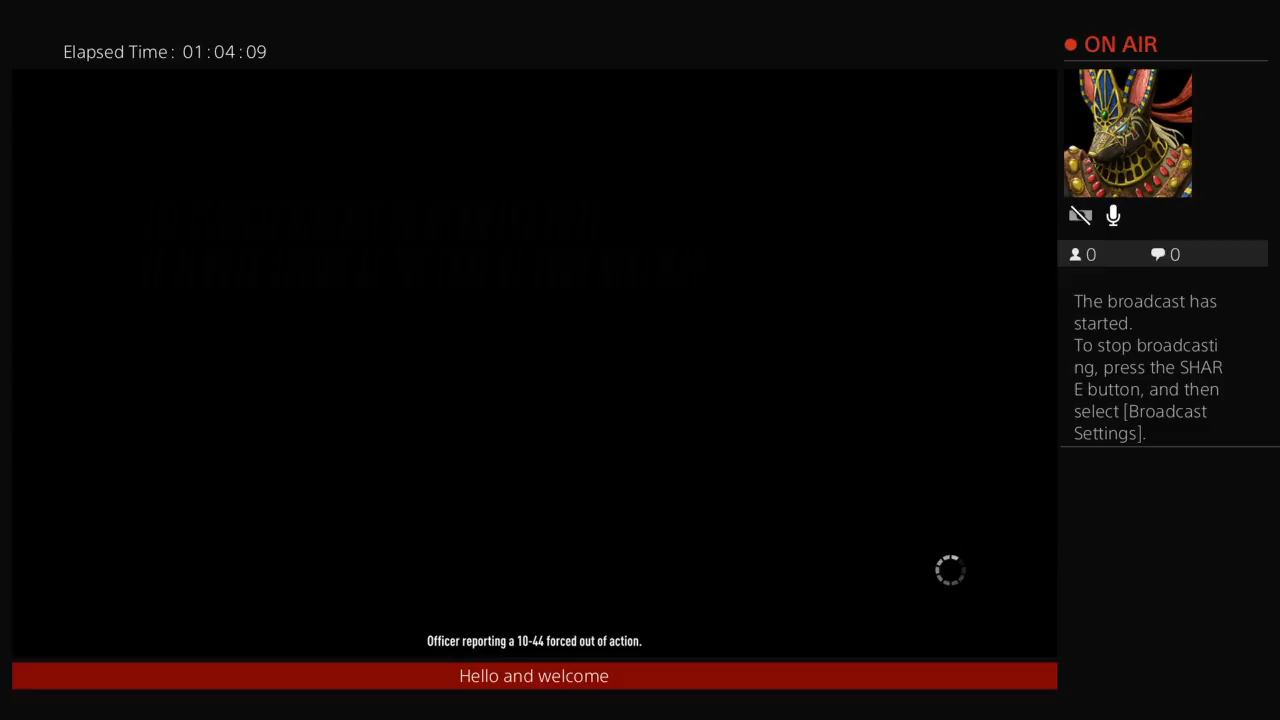 Elapsed Time: 01:04:09
ON AIR
0
0
The broadcast has
started.
To stop broadcasti
ng, press the SHAR
E button, and then
select [Broadcast
Settings].
Officer reporting a 10-44 forced out of action.
Hello and welcome